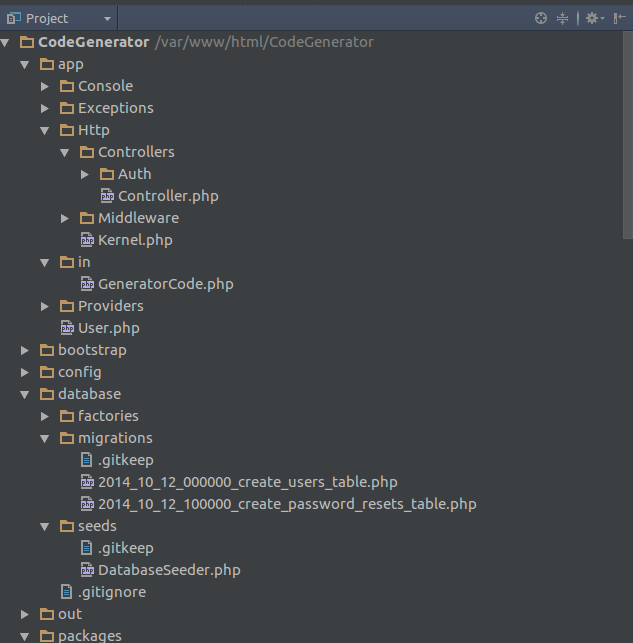 Project
CodeGenerator /var/www/html/CodeGenerator
app
Console
Exceptions
Http
Controllers
Auth
Controller.php
Middleware
Kernel.php
in
GeneratorCode.php
Providers
User.php
bootstrap
config
database
factories
migrations
.gitkeep
2014_10_12_000000_create_users_table.php
2014_10_12_100000_create_password_resets_table.php
seeds
.gitkeep
DatabaseSeeder.php
.gitignore
out
packages